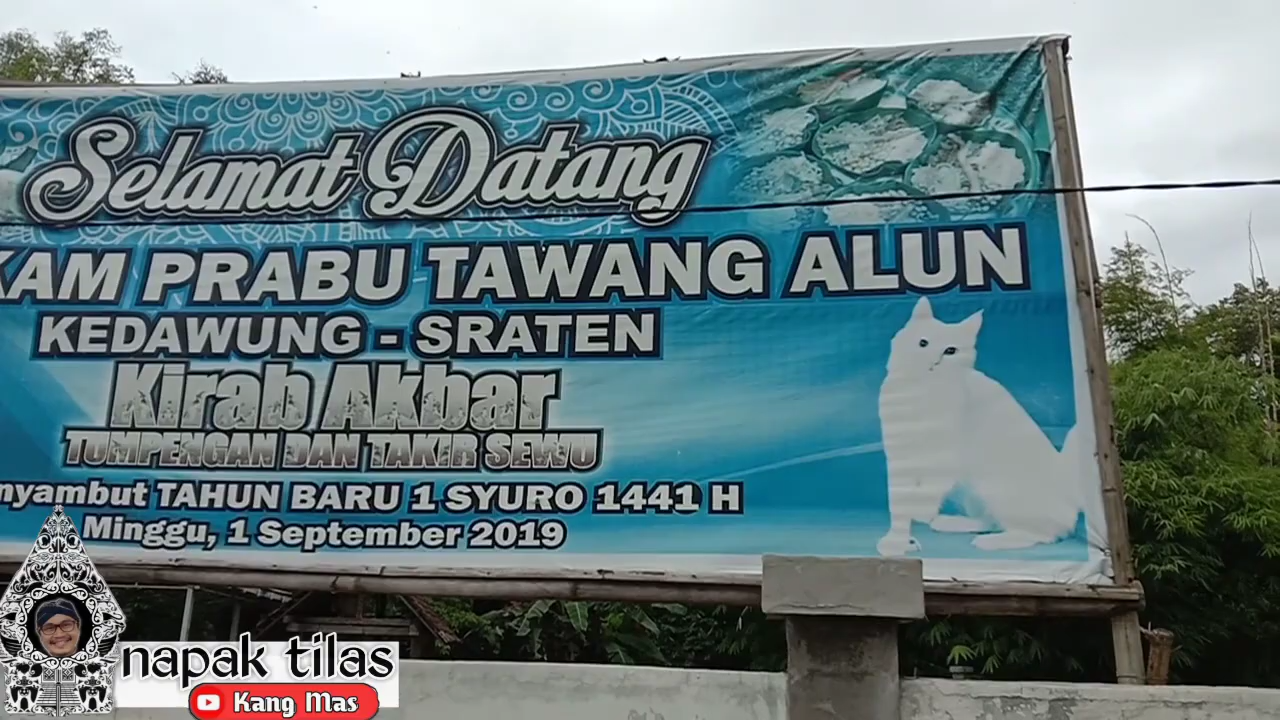 Selamat Datang
KAM PRABU TAWANG ALUN
KEDAWUNG - SRATEN
Kirab Akbar
TUMPENGAN DAN TAKIR SEWU
nyambut TAHUN BARU 1 SYURO 1441 H
Minggu, 1 September 2019
napak tilas
Kang Mas